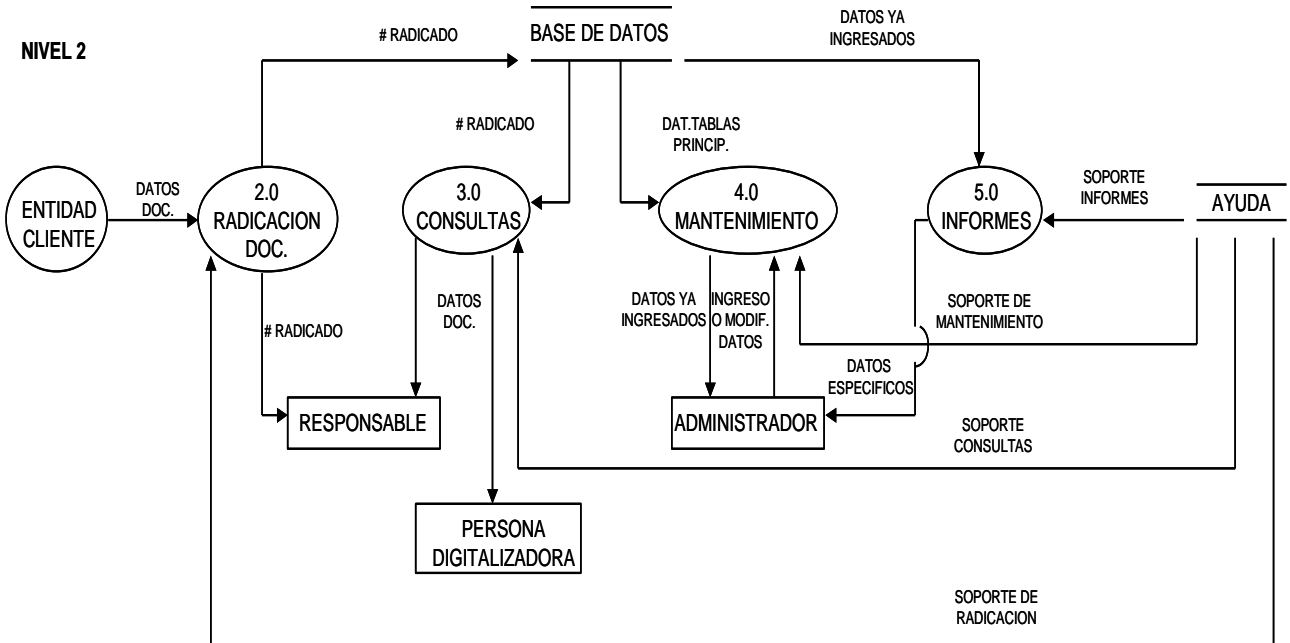 NIVEL 2
# RADICADO
BASE DE DATOS
DATOS YA
INGRESADOS
# RADICADO
DAT.TABLAS
PRINCIP.
ENTIDAD
CLIENTE
DATOS
DOC.
2.0
RADICACION
DOC.
3.0
CONSULTAS
4.0
MANTENIMIENTO
5.0
INFORMES
SOPORTE
INFORMES
AYUDA
# RADICADO
DATOS
DOC.
DATOS YA
INGRESADOS
INGRESO
O MODIF.
DATOS
SOPORTE DE
MANTENIMIENTO
DATOS
ESPECIFICOS
RESPONSABLE
ADMINISTRADOR
SOPORTE
CONSULTAS
PERSONA
DIGITALIZADORA
SOPORTE DE
RADICACION